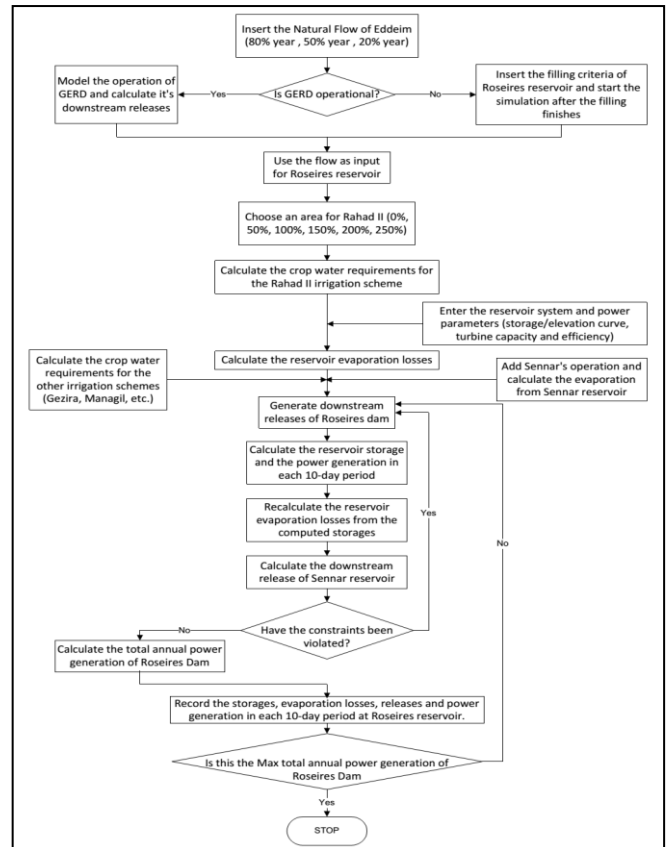 Insert the Natural Flow of Eddeim
(80% year , 50% year , 20% year)
Model the operation of
GERD and calculate it's
downstream releases
Yes
Is GERD operational?
No
Insert the filling criteria of
Roseires reservoir and start the
simulation after the filling
finishes
Use the flow as input
for Roseires reservoir
Choose an area for Rahad II (0%,
50%, 100%, 150%, 200%, 250%)
Calculate the crop water requirements for
the Rahad II irrigation scheme
Enter the reservoir system and power
parameters (storage/elevation curve,
turbine capacity and efficiency)
Calculate the reservoir evaporation losses
Calculate the crop water
requirements for the
other irrigation schemes
(Gezira, Managil, etc.)
Add Sennar's operation and
calculate the evaporation
from Sennar reservoir
Generate downstream
releases of Roseires dam
Calculate the reservoir storage
and the power generation in
each 10-day period
Recalculate the reservoir
evaporation losses from the
computed storages
Yes
No
Calculate the downstream
release of Sennar reservoir
No
Have the constraints been
violated?
Calculate the total annual power
generation of Roseires Dam
Record the storages, evaporation losses, releases and power
generation in each 10-day period at Roseires reservoir.
Is this the Max total annual power generation of
Roseires Dam
Yes
STOP